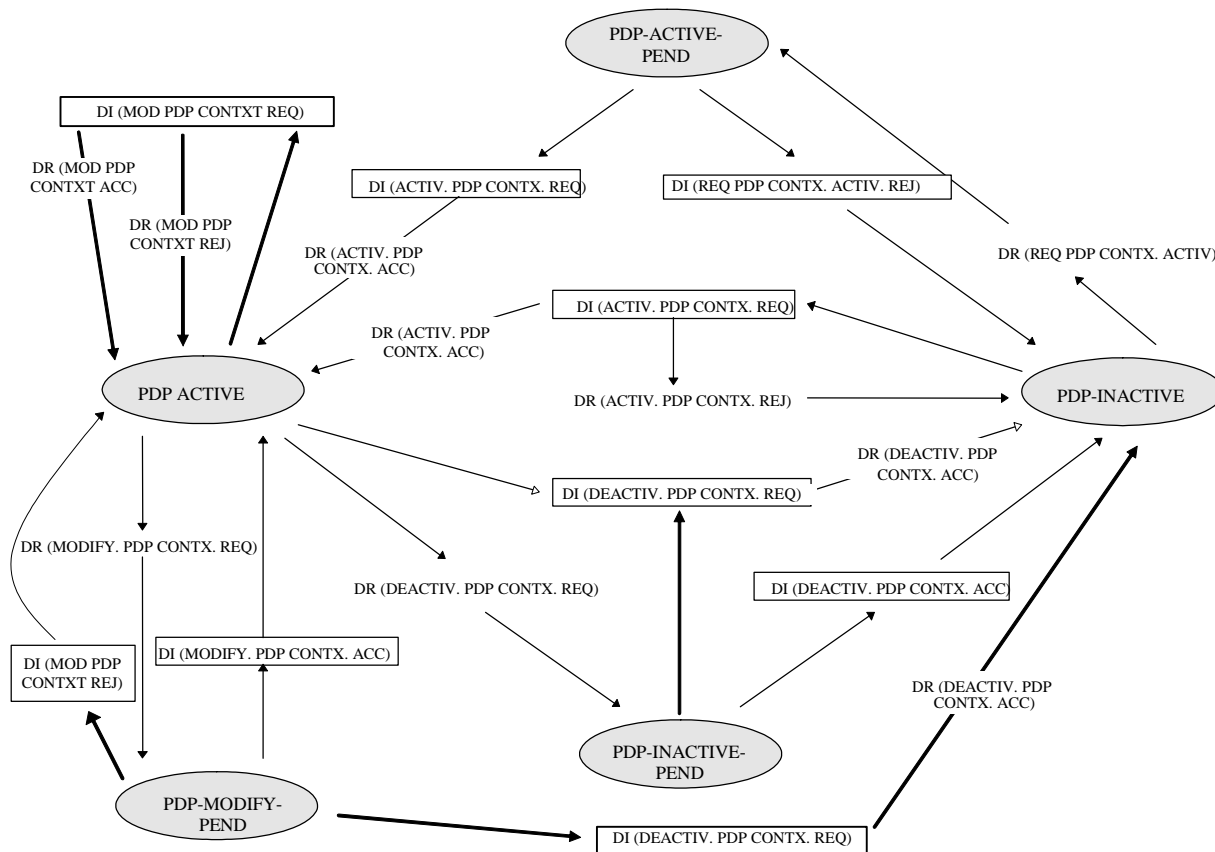 PDP-ACTIVE-
PEND
DI (MOD PDP CONTXT REQ)
DR (MOD PDP
CONTXT ACC)
DI (ACTIV. PDP CONTX. REQ)
DI (REQ PDP CONTX. ACTIV. REJ)
DR (MOD PDP
CONTXT REJ)
DR (ACTIV. PDP
CONTX. ACC)
DR (REQ PDP CONTX. ACTIV)
DI (ACTIV. PDP CONTX. REQ)
DR (ACTIV. PDP
CONTX. ACC)
PDP ACTIVE
DR (ACTIV. PDP CONTX. REJ)
PDP-INACTIVE
DR (DEACTIV. PDP
CONTX. ACC)
DI (DEACTIV. PDP CONTX. REQ)
DR (MODIFY. PDP CONTX. REQ)
DR (DEACTIV. PDP CONTX. REQ)
DI (DEACTIV. PDP CONTX. ACC)
DI (MOD PDP
CONTXT REJ)
DI (MODIFY. PDP CONTX. ACC)
DR (DEACTIV. PDP
CONTX. ACC)
PDP-INACTIVE-
PEND
PDP-MODIFY-
PEND
DI (DEACTIV. PDP CONTX. REQ)